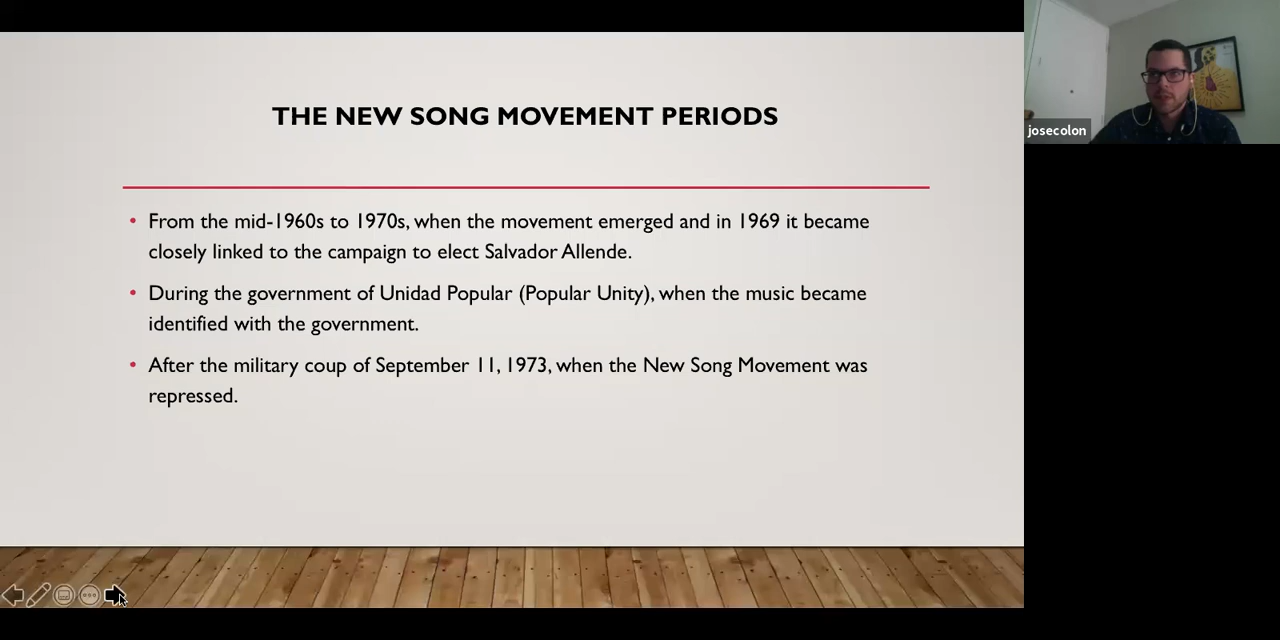 THE NEW SONG MOVEMENT PERIODS
• From the mid-1960s to 1970s, when the movement emerged and in 1969 it became
closely linked to the campaign to elect Salvador Allende.
• During the government of Unidad Popular (Popular Unity), when the music became
identified with the government.
• After the military coup of September 11, 1973, when the New Song Movement was
repressed.
josecolon